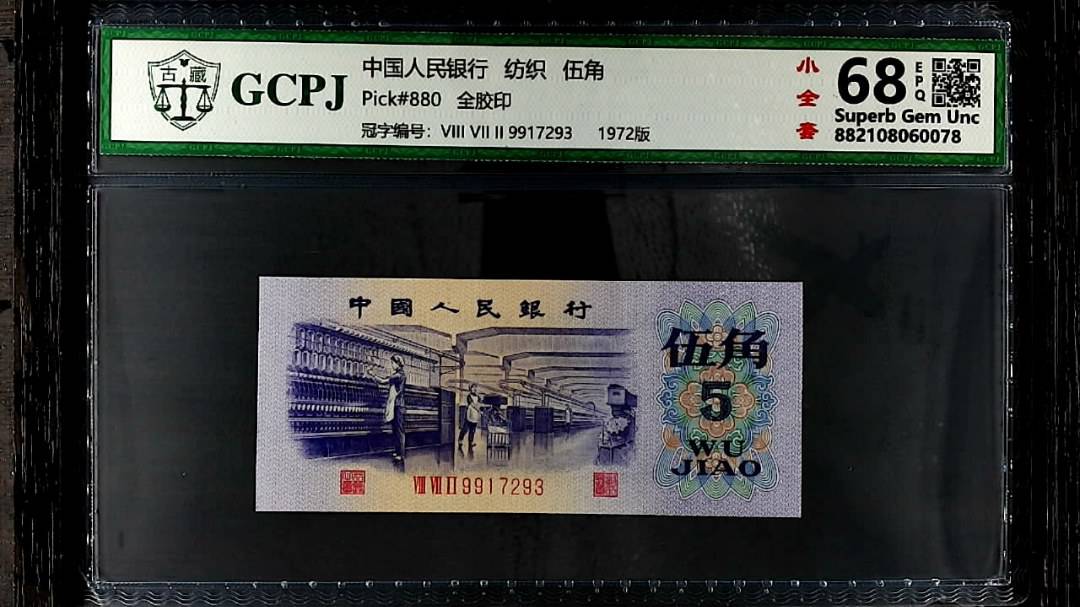 古藏
GCPJ
中国人民银行 纺织 伍角
Pick#880 全胶印
冠字编号：VIII VII II 9917293 1972版
小全套
68
EPQ
Superb Gem Unc
882108060078
中國人民銀行
伍角
5
WU
JIAO
VIII VII II 9917293